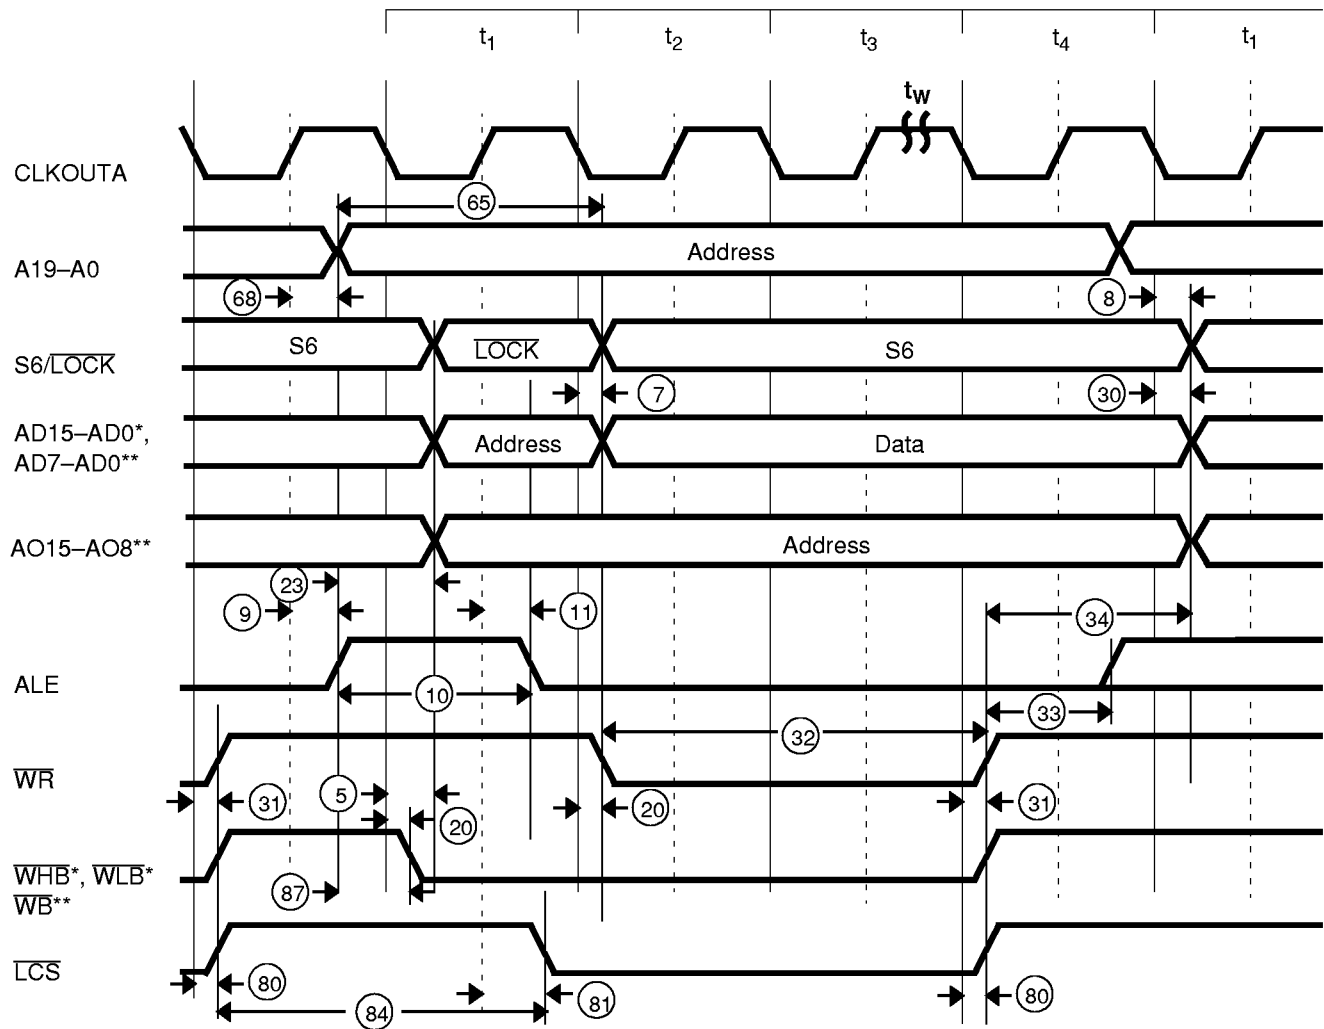 t1 t2 t3 t4 t1
tW
CLKOUTA
65
A19–A0
Address
68 8
S6/LOCK
S6 LOCK S6
7 30
AD15–AD0*,
AD7–AD0**
Address Data
AO15–AO8**
Address
23
9 11 34
ALE
10 33
32
WR
31 5 20 31
20
WHB*, WLB*
WB**
87
LCS
80 81 80
84